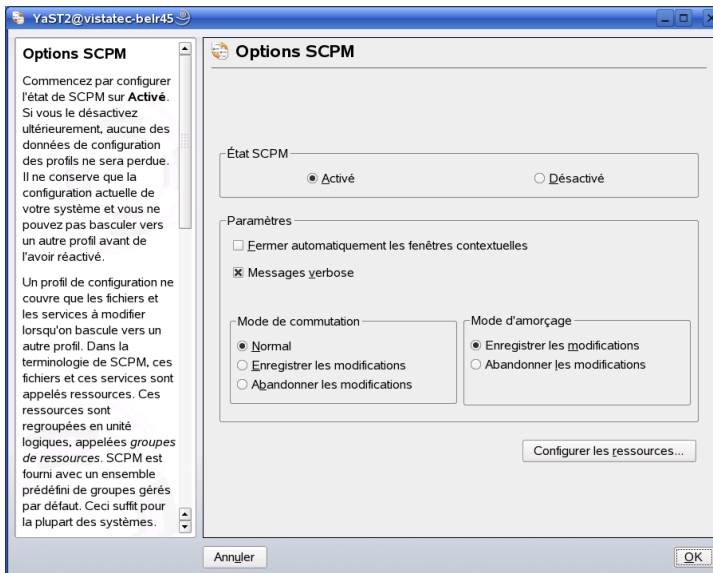 YaST2@vistatec-belr45
Options SCPM
Commencez par configurer
l'état de SCPM sur Activé.
Si vous le désactivez
ultérieurement, aucune des
données de configuration
des profils ne sera perdue.
Il ne conserve que la
configuration actuelle de
votre système et vous ne
pouvez pas basculer vers
un autre profil avant de
l'avoir réactivé.
Un profil de configuration ne
couvre que les fichiers et
les services à modifier
lorsqu'on bascule vers un
autre profil. Dans la
terminologie de SCPM, ces
fichiers et ces services sont
appelés ressources. Ces
ressources sont
regroupées en unité
logiques, appelées groupes
de ressources. SCPM est
fourni avec un ensemble
prédéfini de groupes gérés
par défaut. Ceci suffit pour
la plupart des systèmes.
Options SCPM
État SCPM
Activé
Désactivé
Paramètres
Fermer automatiquement les fenêtres contextuelles
Messages verbose
Mode de commutation
Normal
Enregistrer les modifications
Abandonner les modifications
Mode d'amorçage
Enregistrer les modifications
Abandonner les modifications
Configurer les ressources...
Annuler
OK